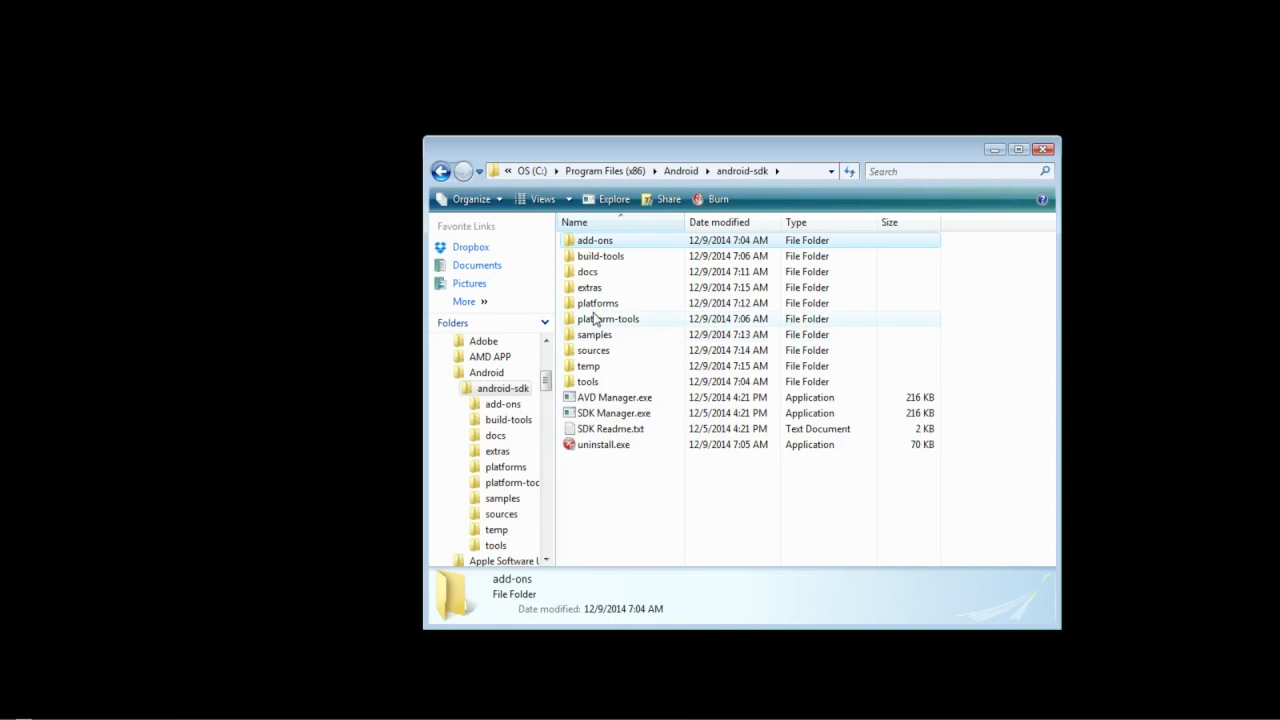 « OS (C:) Program Files (x86) Android android-sdk Search
Organize Views Explore Share Burn
Favorite Links
Dropbox
Documents
Pictures
More »
Folders
Adobe
AMD APP
Android
android-sdk
add-ons
build-tools
docs
extras
platforms
platform-toc
samples
sources
temp
tools
Apple Software U
Name Date modified Type Size
add-ons 12/9/2014 7:04 AM File Folder
build-tools 12/9/2014 7:06 AM File Folder
docs 12/9/2014 7:11 AM File Folder
extras 12/9/2014 7:15 AM File Folder
platforms 12/9/2014 7:12 AM File Folder
platform-tools 12/9/2014 7:06 AM File Folder
samples 12/9/2014 7:13 AM File Folder
sources 12/9/2014 7:14 AM File Folder
temp 12/9/2014 7:15 AM File Folder
tools 12/9/2014 7:04 AM File Folder
AVD Manager.exe 12/5/2014 4:21 PM Application 216 KB
SDK Manager.exe 12/5/2014 4:21 PM Application 216 KB
SDK Readme.txt 12/5/2014 4:21 PM Text Document 2 KB
uninstall.exe 12/9/2014 7:05 AM Application 70 KB
add-ons
File Folder
Date modified: 12/9/2014 7:04 AM